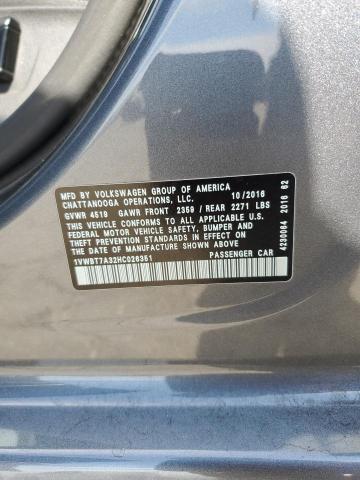 MFD BY VOLKSWAGEN GROUP OF AMERICA
CHATTANOOGA OPERATIONS, LLC. 10/2016
GVWR 4519 GAWR FRONT 2359 / REAR 2271 LBS
THIS VEHICLE CONFORMS TO ALL APPLICABLE U.S.
FEDERAL MOTOR VEHICLE SAFETY, BUMPER AND
THEFT PREVENTION STANDARDS IN EFFECT ON THE
DATE OF MANUFACTURE SHOWN ABOVE
1VWBT7A32HC026351 PASSENGER CAR
4230064 2016 62